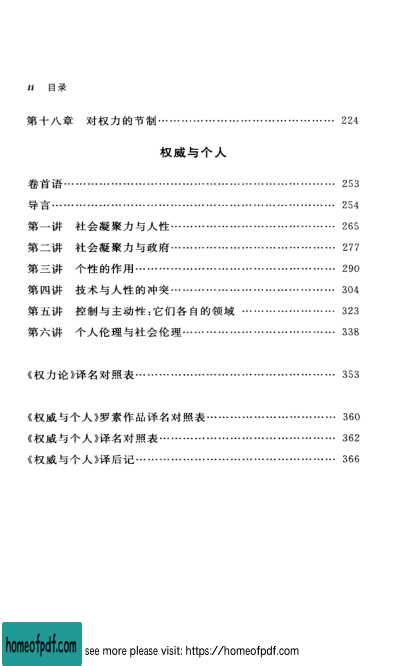 ii 目录
第十八章 对权力的节制…………………………………… 224
权威与个人
卷首语………………………………………………………… 253
导言…………………………………………………………… 254
第一讲 社会凝聚力与人性………………………………… 265
第二讲 社会凝聚力与政府………………………………… 277
第三讲 个性的作用………………………………………… 290
第四讲 技术与人性的冲突………………………………… 304
第五讲 控制与主动性:它们各自的领域 ………………… 323
第六讲 个人伦理与社会伦理……………………………… 338
《权力论》译名对照表………………………………………… 353
《权威与个人》罗素作品译名对照表………………………… 360
《权威与个人》译名对照表…………………………………… 362
《权威与个人》译后记………………………………………… 366
homeofpdf.com see more please visit: https://homeofpdf.com